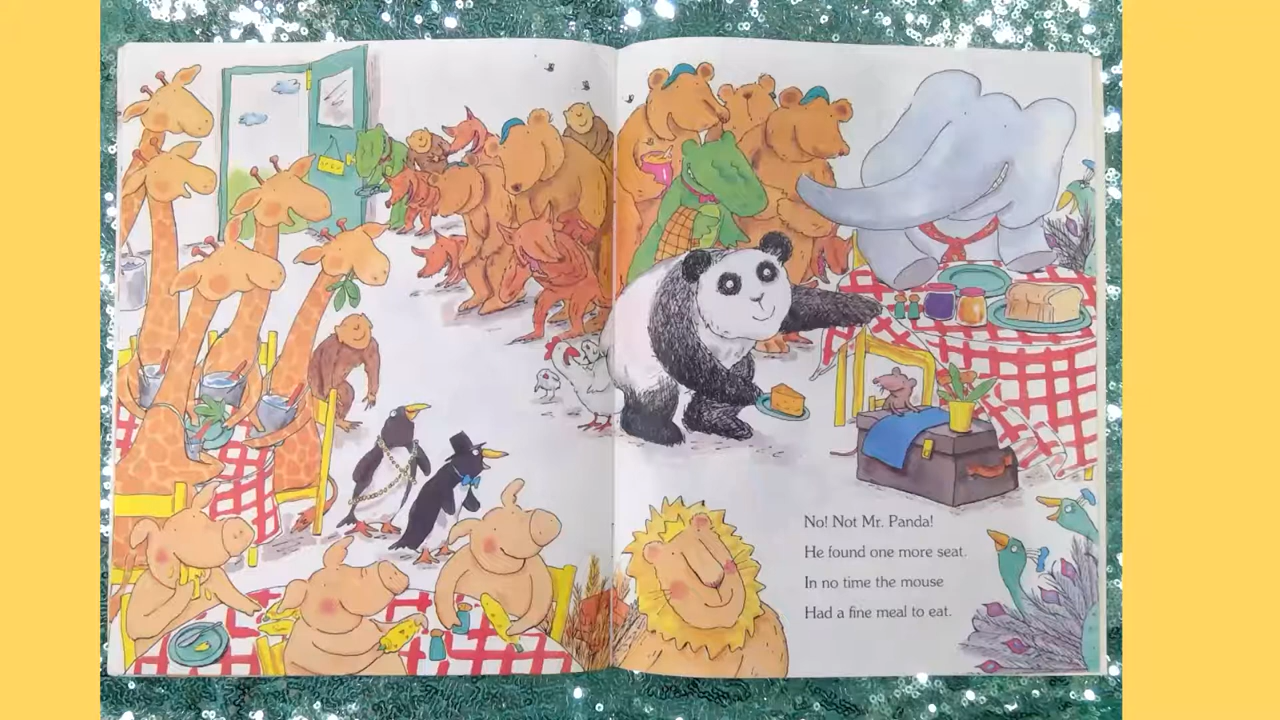 No! Not Mr. Panda!
He found one more seat.
In no time the mouse
Had a fine meal to eat.